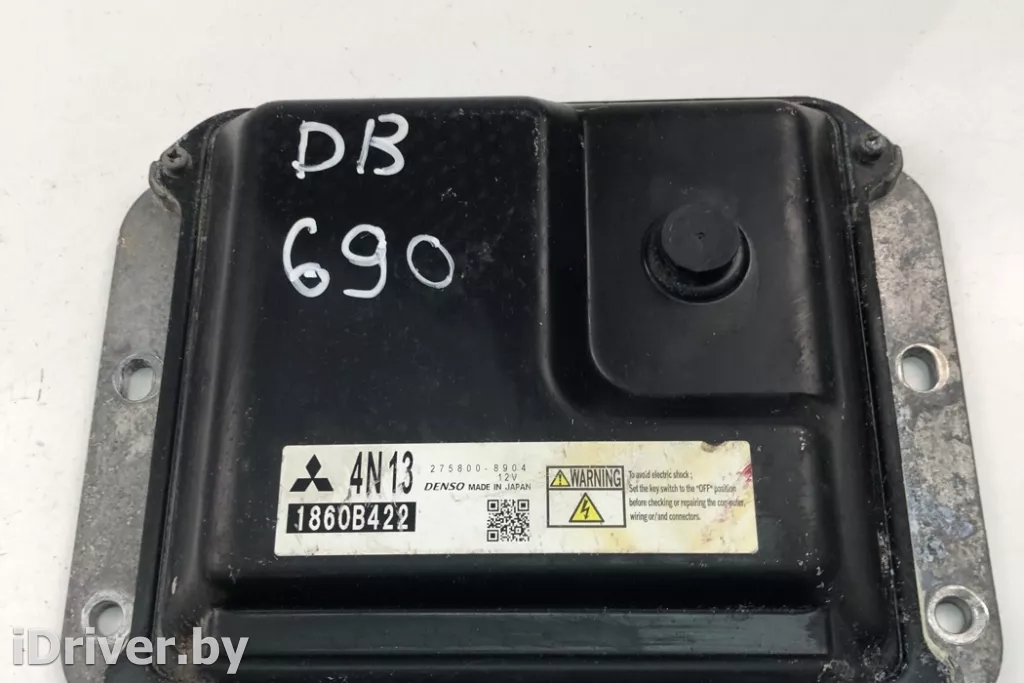 DB
690
4N13
275800-8904
12V
1860B422
DENSO MADE IN JAPAN
WARNING
To avoid electric shock ;
Set the key switch to the "OFF" position
before checking or repairing the computer,
wiring or/and connectors.
iDriver.by